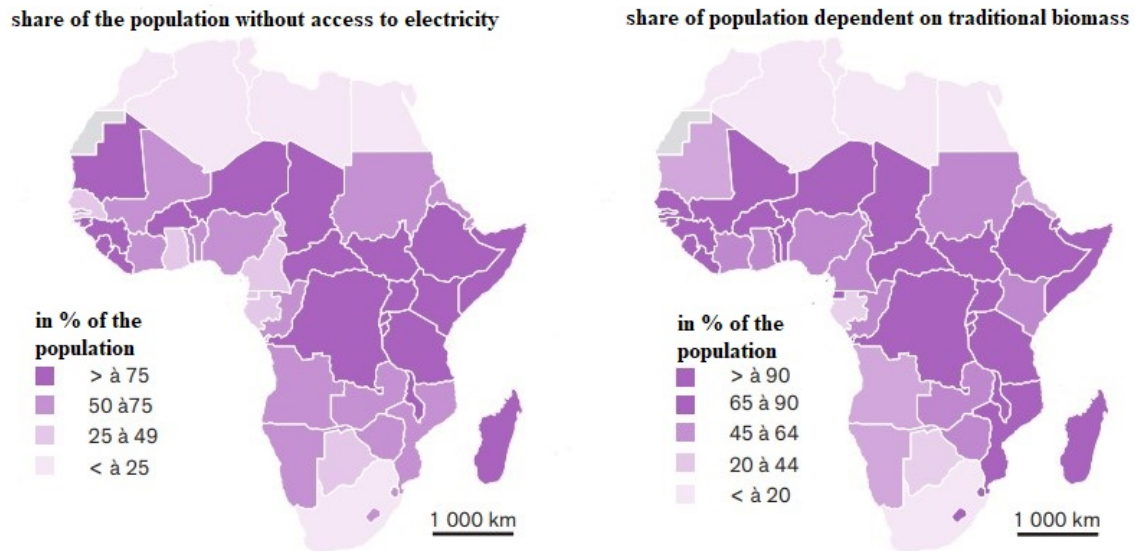 share of the population without access to electricity
in % of the
population
> à 75
50 à75
25 à 49
< à 25
1 000 km
share of population dependent on traditional biomass
in % of the
population
> à 90
65 à 90
45 à 64
20 à 44
< à 20
1 000 km